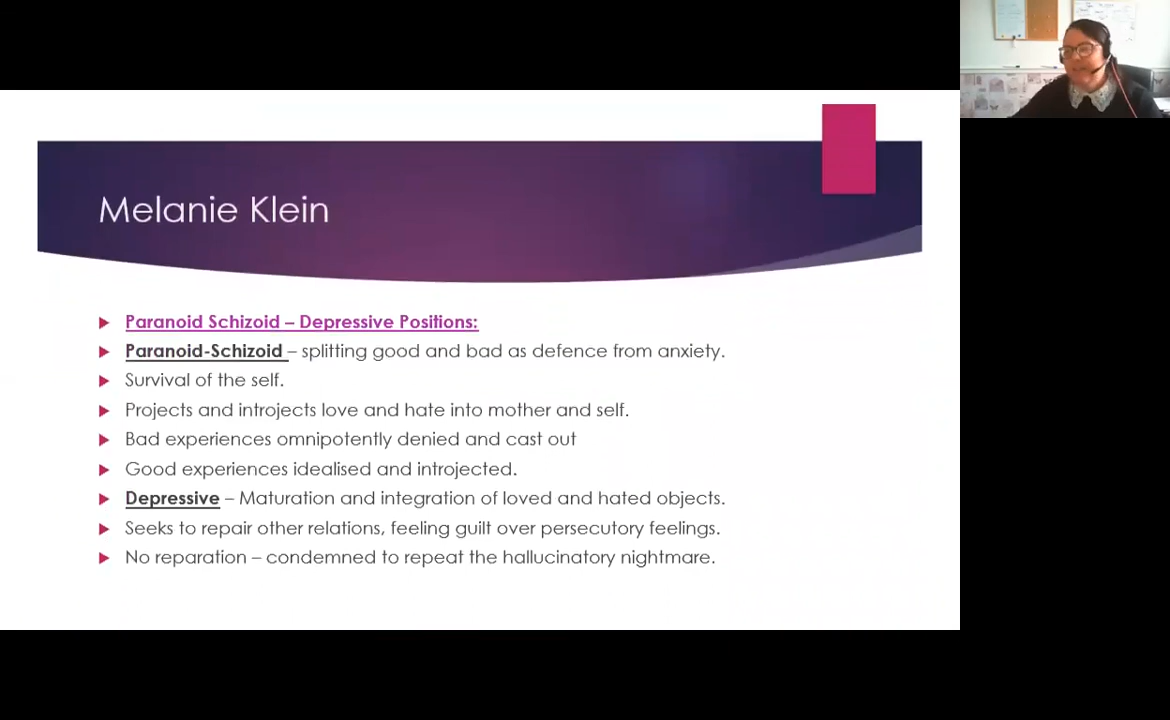 Melanie Klein
Paranoid Schizoid – Depressive Positions:
Paranoid-Schizoid – splitting good and bad as defence from anxiety.
Survival of the self.
Projects and introjects love and hate into mother and self.
Bad experiences omnipotently denied and cast out
Good experiences idealised and introjected.
Depressive – Maturation and integration of loved and hated objects.
Seeks to repair other relations, feeling guilt over persecutory feelings.
No reparation – condemned to repeat the hallucinatory nightmare.